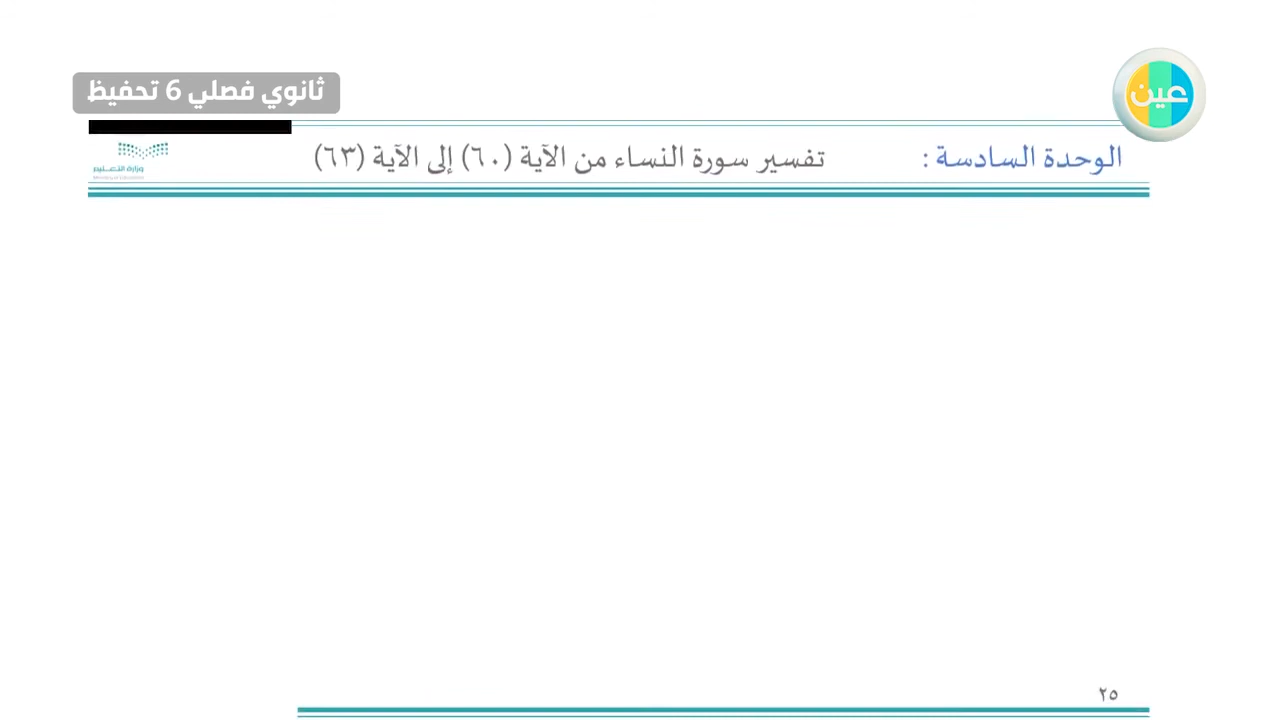 عين
ثانوي فصلي 6 تحفيظ
الوحدة السادسة : تفسير سورة النساء من الآية (٦٠) إلى الآية (٦٣)
وزارة التعليم
٢٥